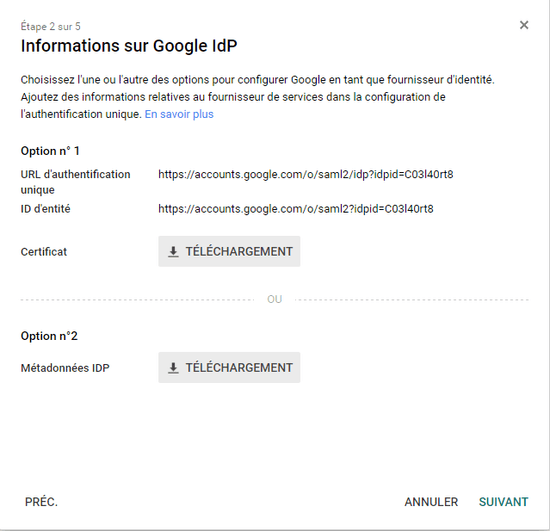 Étape 2 sur 5
Informations sur Google IdP
Choisissez l'une ou l'autre des options pour configurer Google en tant que fournisseur d'identité.
Ajoutez des informations relatives au fournisseur de services dans la configuration de
l'authentification unique. En savoir plus
Option n° 1
URL d'authentification
unique
https://accounts.google.com/o/saml2/idp?idpid=C03l40rt8
ID d'entité
https://accounts.google.com/o/saml2?idpid=C03l40rt8
Certificat
TÉLÉCHARGEMENT
OU
Option n°2
Métadonnées IDP
TÉLÉCHARGEMENT
PRÉC.
ANNULER
SUIVANT